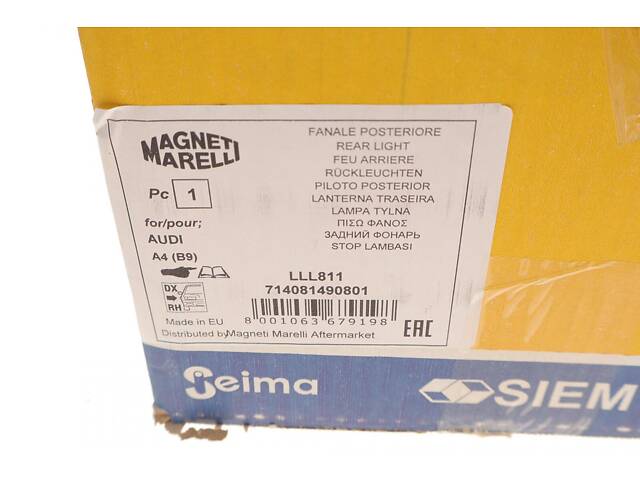 MAGNETI
MARELLI
Pc 1
for/pour;
AUDI
A4 (B9)
FANALE POSTERIORE
REAR LIGHT
FEU ARRIERE
RÜCKLEUCHTEN
PILOTO POSTERIOR
LANTERNA TRASEIRA
LAMPA TYLNA
ΠΙΣΩ ΦΑΝΟΣ
ЗАДНИЙ ФОНАРЬ
STOP LAMBASI
LLL811
714081490801
DX
RH
8 001063 679198
EAC
Made in EU
Distributed by Magneti Marelli Aftermarket
Seima
SIEM